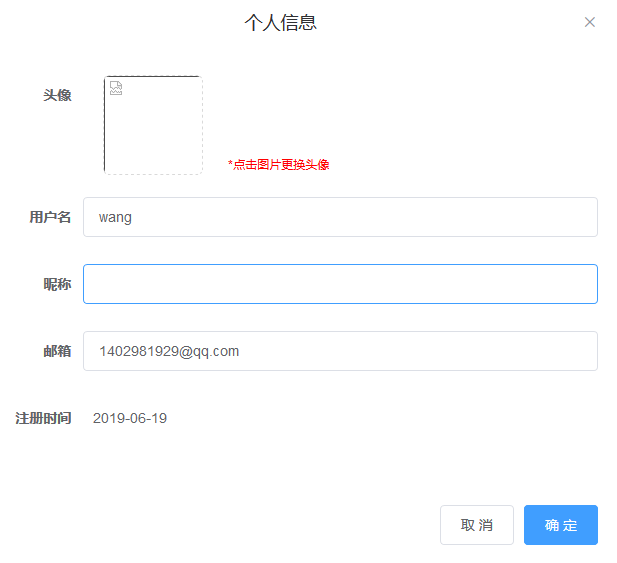 个人信息
头像
*点击图片更换头像
用户名 wang
昵称
邮箱 1402981929@qq.com
注册时间 2019-06-19
取 消 确 定